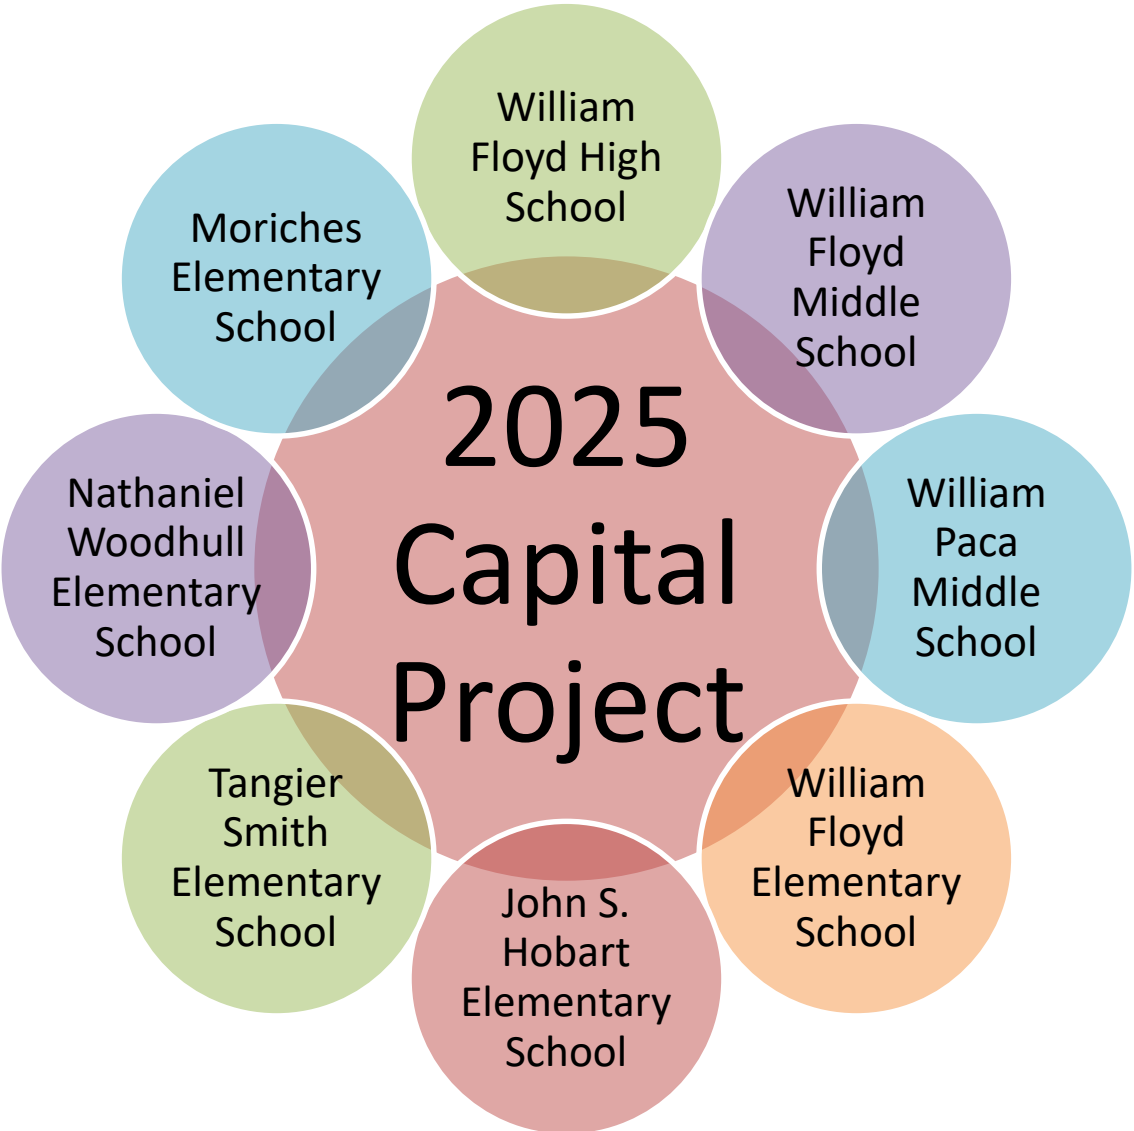 William
Floyd High
School
William
Floyd
Middle
School
William
Paca
Middle
School
William
Floyd
Elementary
School
John S.
Hobart
Elementary
School
Tangier
Smith
Elementary
School
Nathaniel
Woodhull
Elementary
School
Moriches
Elementary
School
2025
Capital
Project